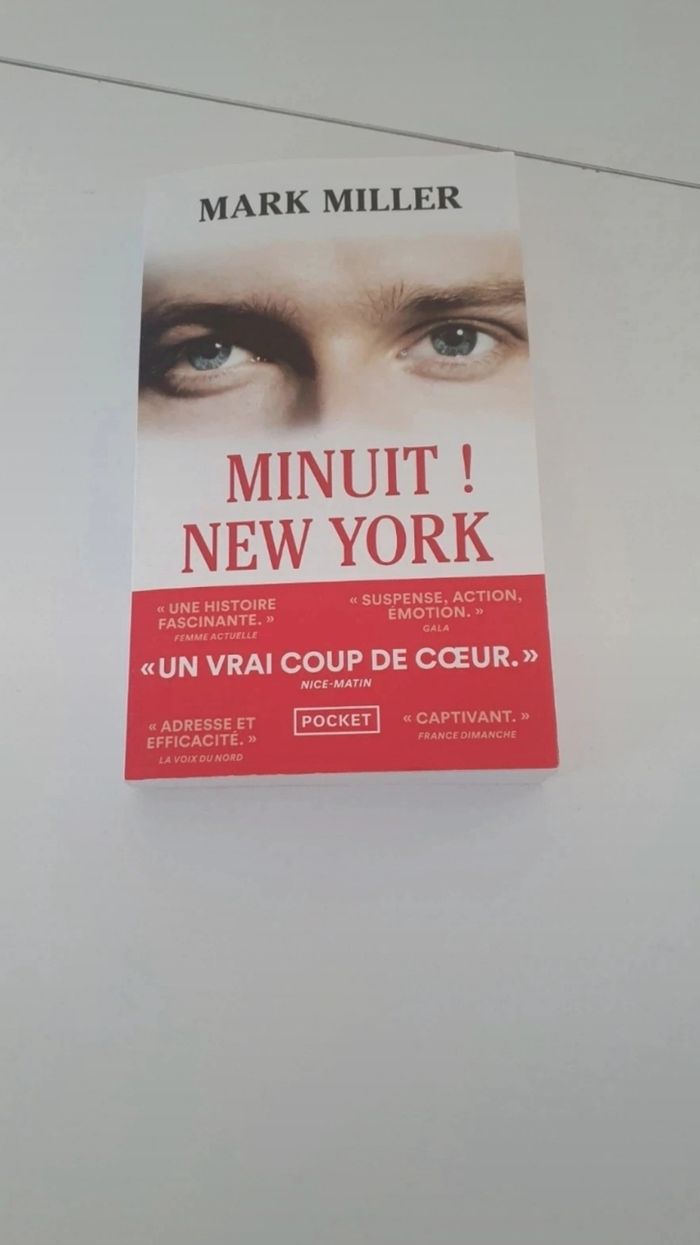 MARK MILLER
MINUIT !
NEW YORK
« UNE HISTOIRE
FASCINANTE. »
FEMME ACTUELLE
« SUSPENSE, ACTION,
ÉMOTION. »
GALA
«UN VRAI COUP DE CŒUR.»
NICE-MATIN
« ADRESSE ET
EFFICACITÉ. »
LA VOIX DU NORD
POCKET
« CAPTIVANT. »
FRANCE DIMANCHE